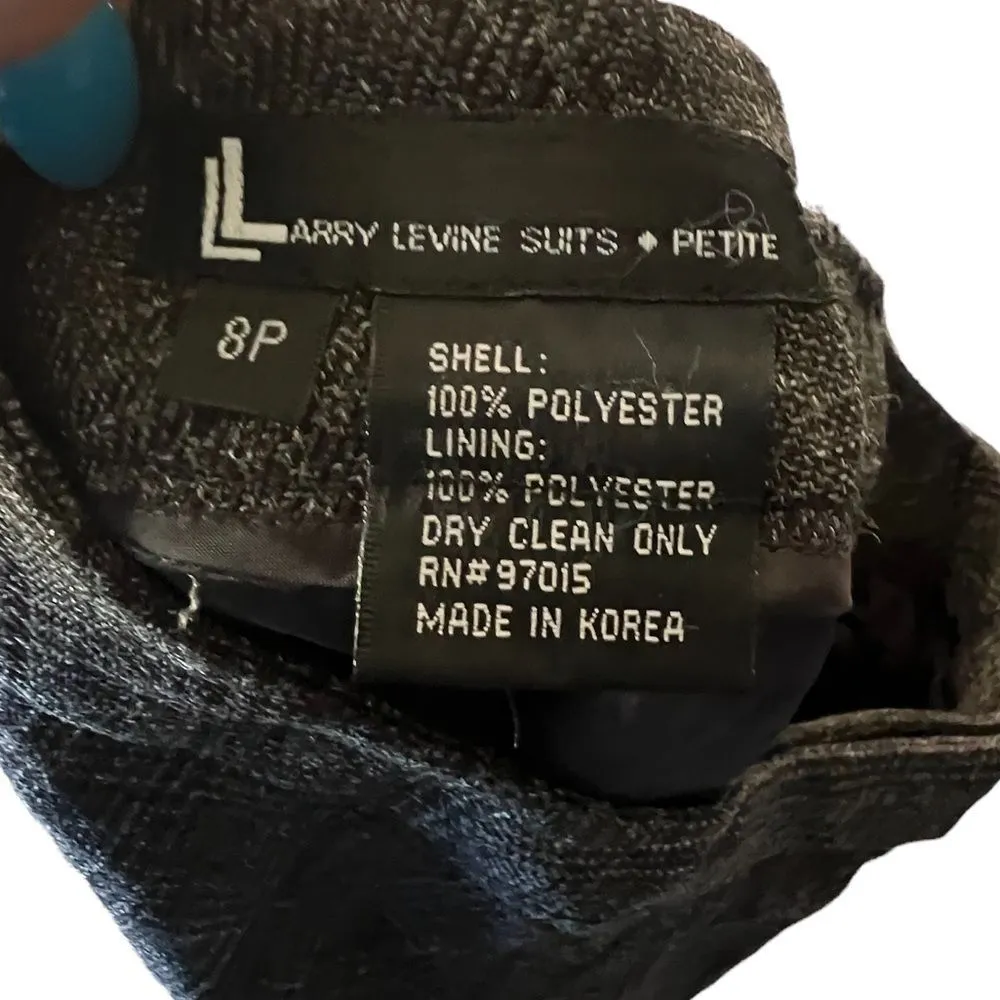 LARRY LEVINE SUITS ♦ PETITE
8P
SHELL:
100% POLYESTER
LINING:
100% POLYESTER
DRY CLEAN ONLY
RN# 97015
MADE IN KOREA